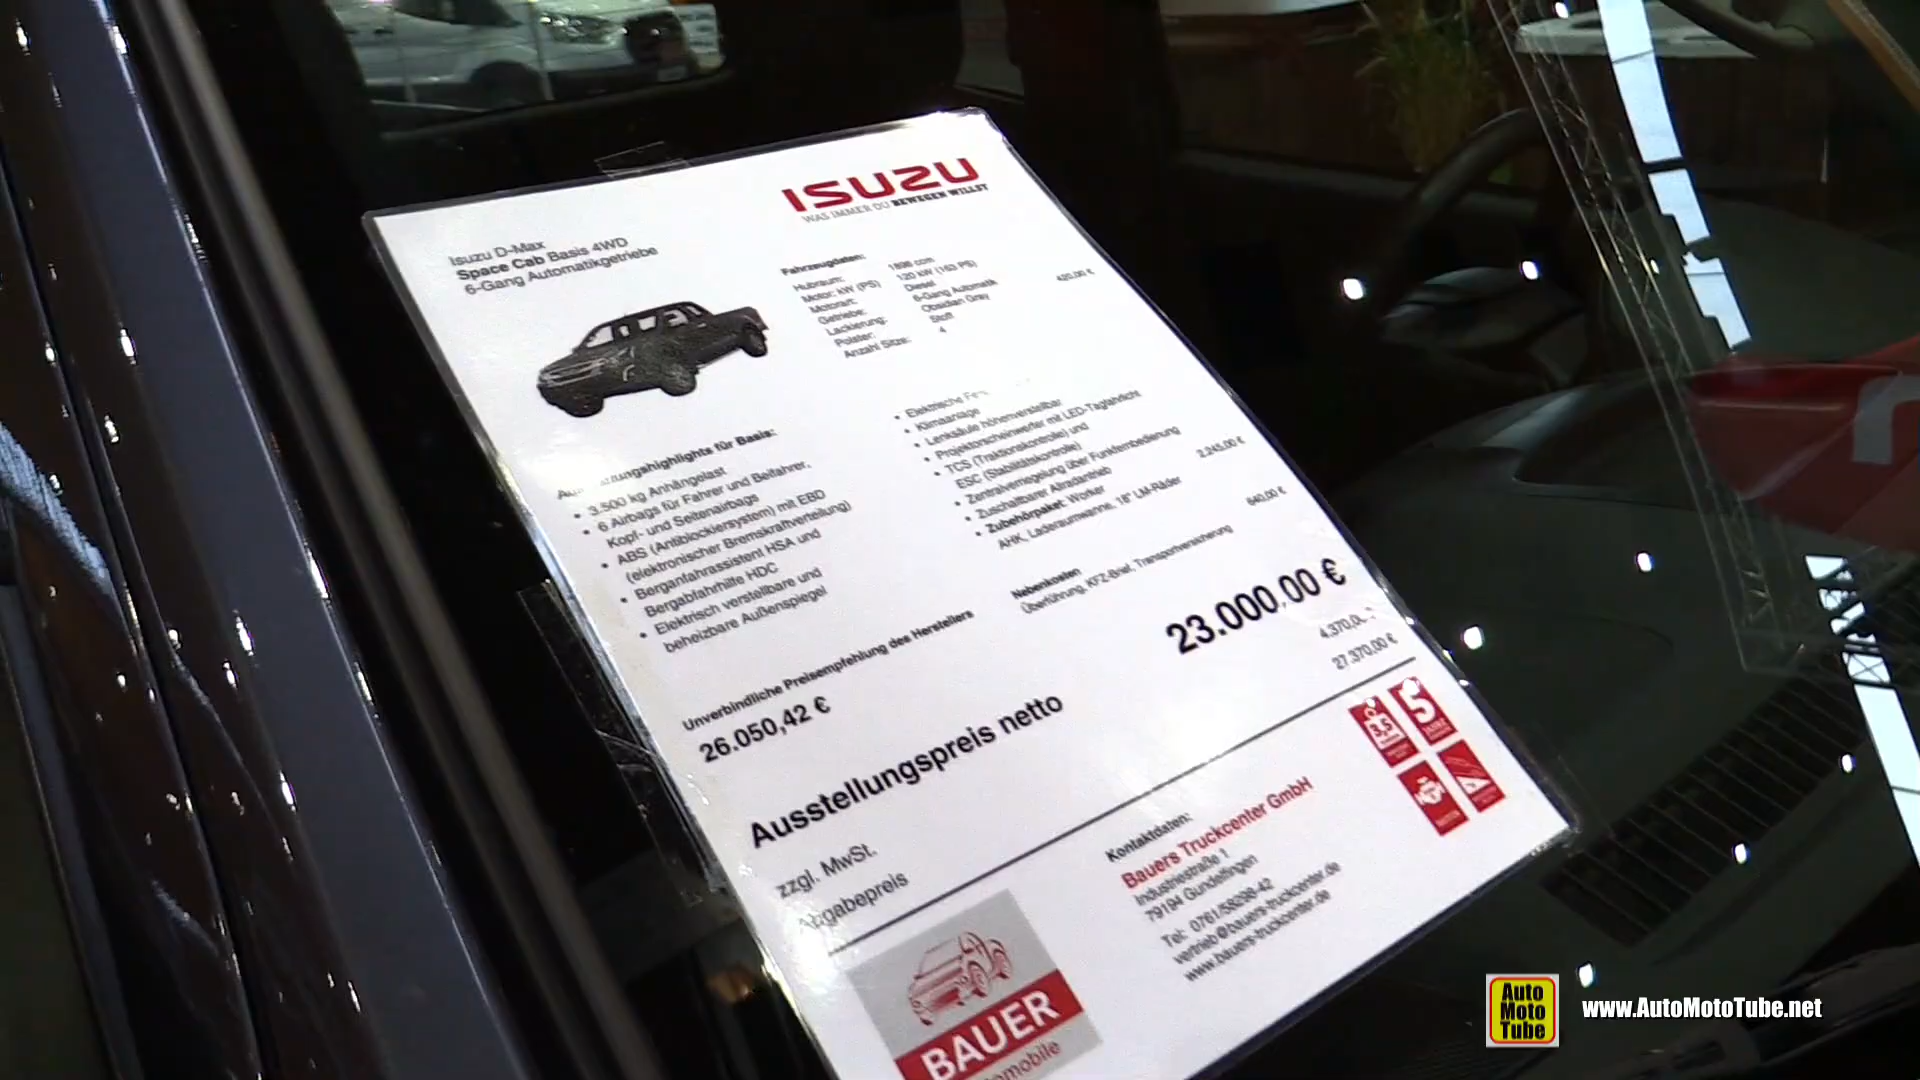 ISUZU
WAS IMMER DU BEWEGEN WILLST
Isuzu D-Max
Space Cab Basis 4WD
6-Gang Automatikgetriebe
Fahrzeugdaten:
Hubraum: 1898 ccm
Motor: kW (PS) 120 kW (163 PS)
Motorart: Diesel
Getriebe: 6-Gang Automatik
Lackierung: Obsidian Gray 420,00 €
Polster: Stoff
Anzahl Sitze: 4
für Basis:
• 3.500 kg Anhängelast
• 6 Airbags für Fahrer und Beifahrer,
Kopf- und Seitenairbags
• ABS (Antiblockiersystem) mit EBD
(elektronischer Bremskraftverteilung)
• Berganfahrassistent HSA und
Bergabfahrhilfe HDC
• Elektrisch verstellbare und
beheizbare Außenspiegel
• Elektrische
• Klimaanlage
• Lenksäule höhenverstellbar
• Projektorscheinwerfer mit LED-Tagfahrlicht
• TCS (Traktionskontrolle) und
ESC (Stabilitätskontrolle)
• Zentralverriegelung über Funkfernbedienung
• Zuschaltbarer Allradantrieb
• Zubehörpaket Worker 2.245,00 €
AHK, Laderaumwanne, 18" LM-Räder
Nebenkosten 640,00 €
Überführung, KFZ-Brief, Transportversicherung
Unverbindliche Preisempfehlung des Herstellers
26.050,42 €
Ausstellungspreis netto 23.000,00 €
zzgl. MwSt.
Abgabepreis 27.370,00 €
3,5
5
JAHRE
Kontaktdaten:
Bauers Truckcenter GmbH
Industriestraße 1
79194 Gundelfingen
Tel: 0761/58298-42
vertrieb@bauers-truckcenter.de
www.bauers-truckcenter.de
BAUER
Auto
Moto
Tube
www.AutoMotoTube.net